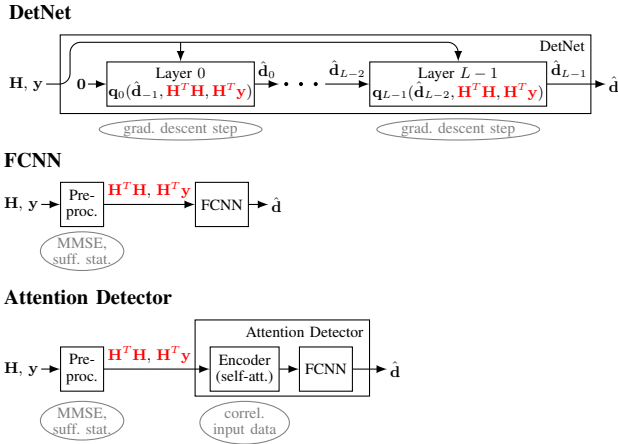 DetNet
DetNet
H, y
0
Layer 0
q₀(d̂₋₁, HᵀH, Hᵀy)
d̂₀
· · ·
d̂_{L−2}
Layer L − 1
q_{L−1}(d̂_{L−2}, HᵀH, Hᵀy)
d̂_{L−1}
d̂
grad. descent step
grad. descent step
FCNN
H, y
Pre-
proc.
HᵀH, Hᵀy
FCNN
d̂
MMSE,
suff. stat.
Attention Detector
Attention Detector
H, y
Pre-
proc.
HᵀH, Hᵀy
Encoder
(self-att.)
FCNN
d̂
MMSE,
suff. stat.
correl.
input data